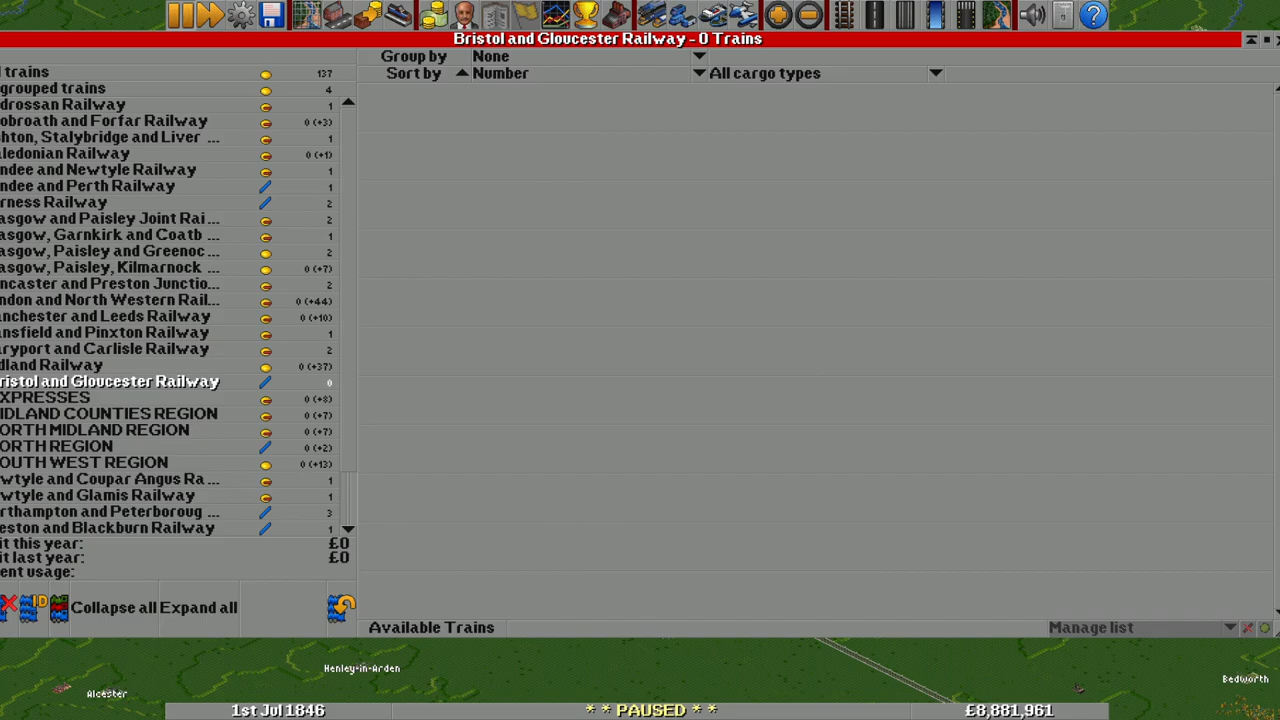 Bristol and Gloucester Railway - 0 Trains
Group by None
Sort by Number All cargo types
trains 137
grouped trains 4
drossan Railway 1
obroath and Forfar Railway 0 (+3)
hton, Stalybridge and Liver ... 1
ledonian Railway 0 (+1)
ndee and Newtyle Railway 1
ndee and Perth Railway 1
rness Railway 2
asgow and Paisley Joint Rai ... 2
asgow, Garnkirk and Coatb ... 1
asgow, Paisley and Greenoc ... 2
asgow, Paisley, Kilmarnock ... 0 (+7)
ncaster and Preston Junctio... 2
ndon and North Western Rail... 0 (+44)
anchester and Leeds Railway 0 (+10)
ansfield and Pinxton Railway 1
aryport and Carlisle Railway 2
dland Railway 0 (+37)
ristol and Gloucester Railway 0
XPRESSES 0 (+8)
IDLAND COUNTIES REGION 0 (+7)
ORTH MIDLAND REGION 0 (+7)
ORTH REGION 0 (+2)
OUTH WEST REGION 0 (+13)
wtyle and Coupar Angus Ra ... 1
wtyle and Glamis Railway 1
rthampton and Peterboroug ... 3
eston and Blackburn Railway 1
it this year: £0
it last year: £0
ent usage:
ID Collapse all Expand all
Available Trains Manage list
Henley-in-Arden
Bedworth
Alcester
1st Jul 1846 * * PAUSED * * £8,881,961